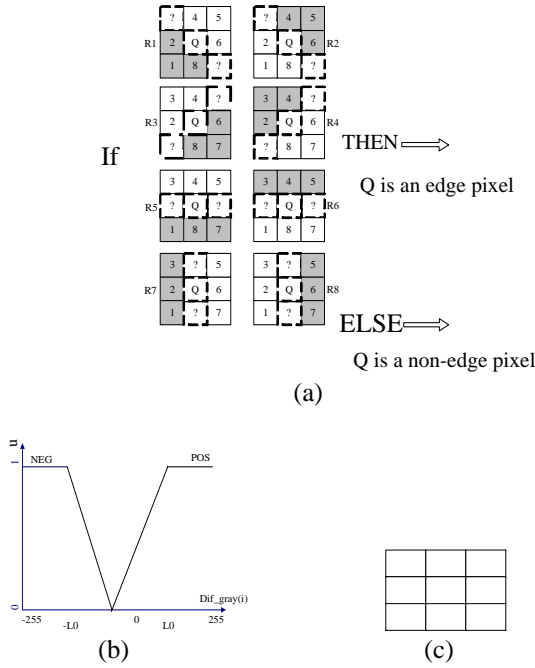 ? 4 5
R1 2 Q 6
1 8 ?
? 4 5
2 Q 6 R2
1 8 ?
3 4 ?
R3 2 Q 6
? 8 7
3 4 ?
2 Q 6 R4
? 8 7
If
THEN
Q is an edge pixel
3 4 5
R5 ? Q ?
1 8 7
3 4 5
? Q ? R6
1 8 7
3 ? 5
R7 2 Q 6
1 ? 7
3 ? 5
2 Q 6 R8
1 ? 7
ELSE
Q is a non-edge pixel
(a)
u
1
NEG
POS
0
Dif_gray(i)
-255 -L0 0 L0 255
(b)
(c)